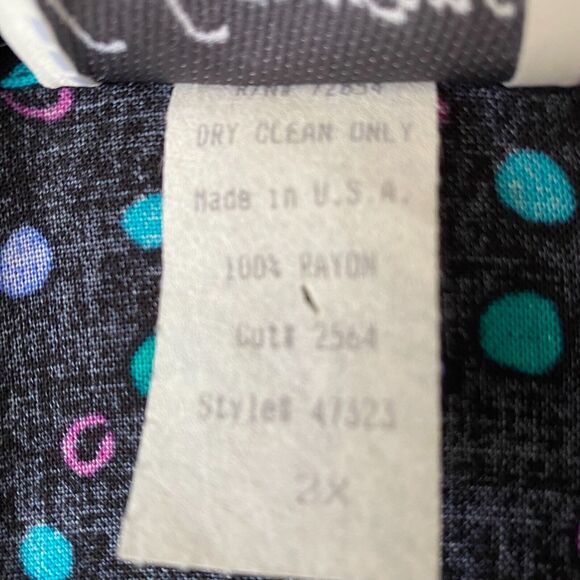 DRY CLEAN ONLY
Made in U.S.A.
100% RAYON
Cut# 2564
Style# 47323
2X